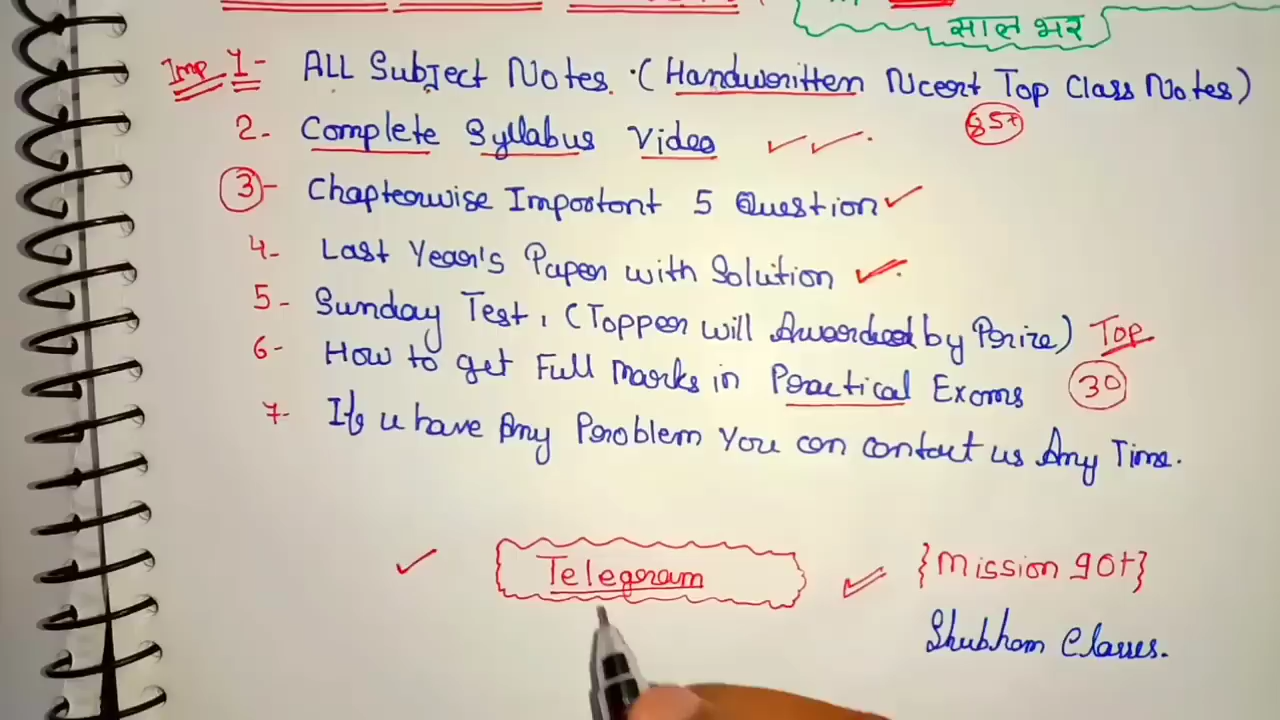 साल भर
Imp 1- ALL Subject Notes. (Handwritten Ncert Top Class Notes)
2- Complete Syllabus Video 85+
3- Chapterwise Important 5 Question
4- Last Year's Paper with Solution
5- Sunday Test, (Topper will Awarded by Prize) Top
6- How to get Full marks in Practical Exams 30
7- If u have Any Problem You can contact us Any Time.
Telegram {Mission 90+}
Shubham Classes.